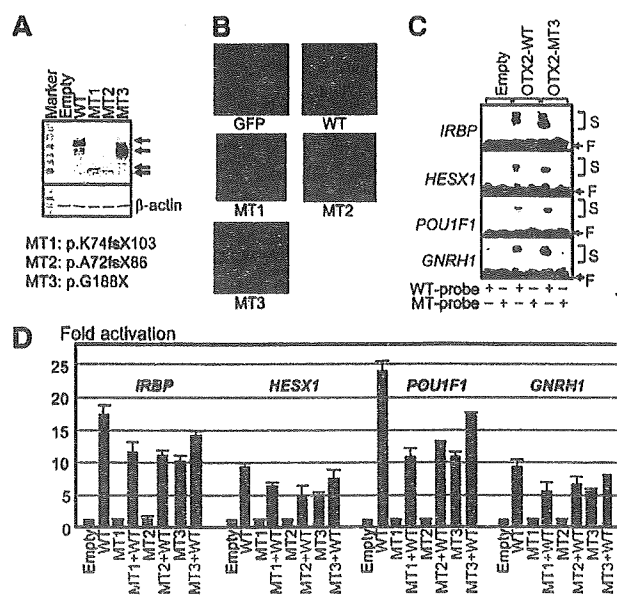 A
Marker
Empty
WT
MT1
MT2
MT3
β-actin
MT1: p.K74fsX103
MT2: p.A72fsX86
MT3: p.G188X
B
GFP
WT
MT1
MT2
MT3
C
Empty
OTX2-WT
OTX2-MT3
IRBP
S
F
HESX1
S
F
POU1F1
S
F
GNRH1
S
F
WT-probe + - + - + -
MT-probe - + - + - +
D
Fold activation
25
20
15
10
5
0
IRBP
HESX1
POU1F1
GNRH1
Empty
WT
MT1
MT1+WT
MT2
MT2+WT
MT3
MT3+WT
Empty
WT
MT1
MT1+WT
MT2
MT2+WT
MT3
MT3+WT
Empty
WT
MT1
MT1+WT
MT2
MT2+WT
MT3
MT3+WT
Empty
WT
MT1
MT1+WT
MT2
MT2+WT
MT3
MT3+WT